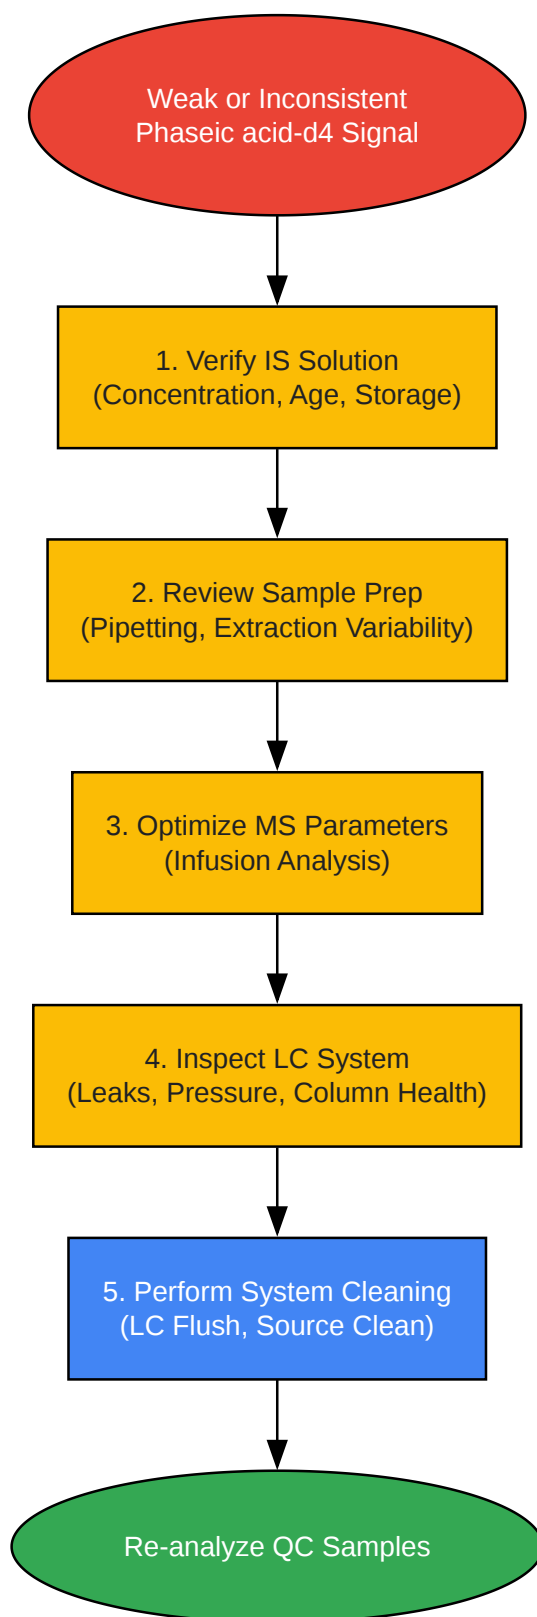 Weak or Inconsistent
Phaseic acid-d4 Signal
1. Verify IS Solution
(Concentration, Age, Storage)
2. Review Sample Prep
(Pipetting, Extraction Variability)
3. Optimize MS Parameters
(Infusion Analysis)
4. Inspect LC System
(Leaks, Pressure, Column Health)
5. Perform System Cleaning
(LC Flush, Source Clean)
Re-analyze QC Samples